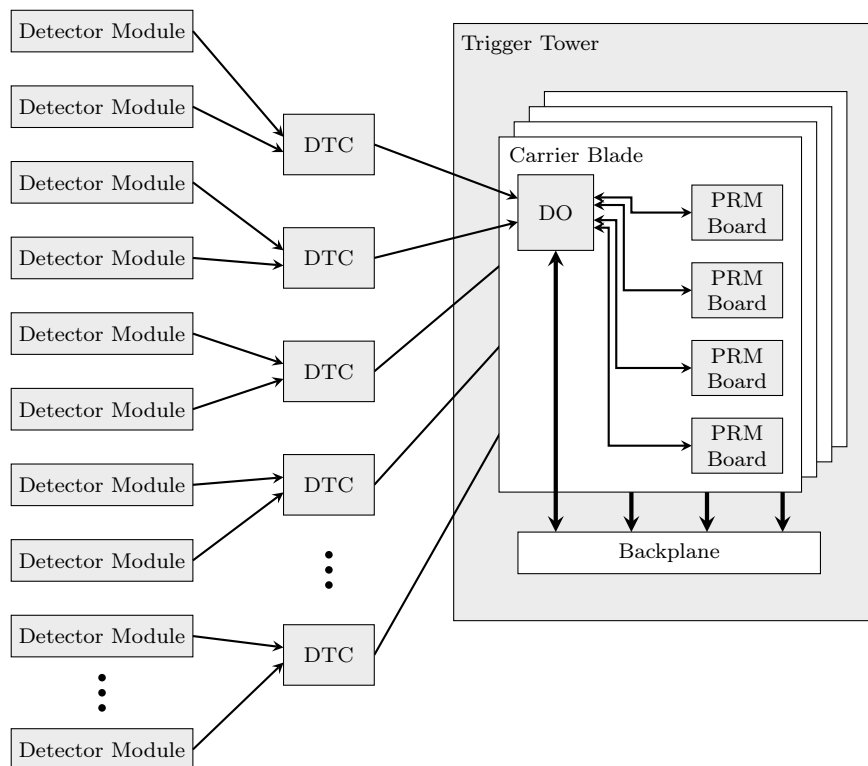 Detector Module
Detector Module
Detector Module
Detector Module
Detector Module
Detector Module
Detector Module
Detector Module
Detector Module
Detector Module
DTC
DTC
DTC
DTC
DTC
Trigger Tower
Carrier Blade
DO
PRM
Board
PRM
Board
PRM
Board
PRM
Board
Backplane